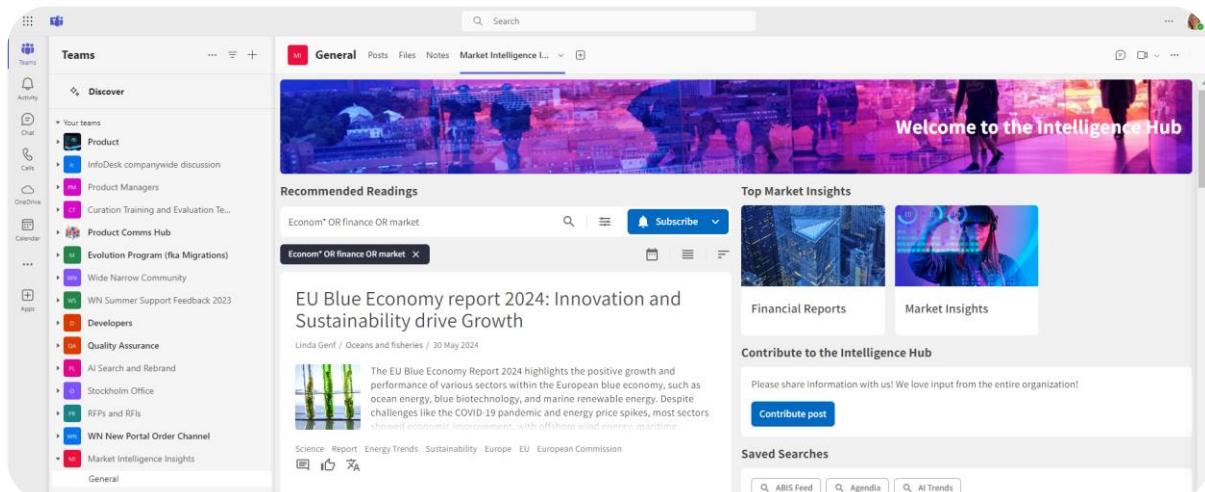 Search
Teams
Activity
Chat
Calls
OneDrive
Calendar
Apps
Teams
Discover
Your teams
Product
InfoDesk companywide discussion
PM
Product Managers
CT
Curation Training and Evaluation Te...
Product Comms Hub
M
Evolution Program (fka Migrations)
WN
Wide Narrow Community
WS
WN Summer Support Feedback 2023
D
Developers
QA
Quality Assurance
PL
AI Search and Rebrand
O
Stockholm Office
PR
RFPs and RFIs
WN
WN New Portal Order Channel
MI
Market Intelligence Insights
General
MI
General Posts Files Notes Market Intelligence I...
Welcome to the Intelligence Hub
Recommended Readings
Econom* OR finance OR market
Subscribe
Econom* OR finance OR market
EU Blue Economy report 2024: Innovation and
Sustainability drive Growth
Linda Genf / Oceans and fisheries / 30 May 2024
The EU Blue Economy Report 2024 highlights the positive growth and
performance of various sectors within the European blue economy, such as
ocean energy, blue biotechnology, and marine renewable energy. Despite
challenges like the COVID-19 pandemic and energy price spikes, most sectors
showed economic improvement, with offshore wind energy, maritime
Science Report Energy Trends Sustainability Europe EU European Commission
Top Market Insights
Financial Reports
Market Insights
Contribute to the Intelligence Hub
Please share information with us! We love input from the entire organization!
Contribute post
Saved Searches
ABIS Feed
Agendia
AI Trends